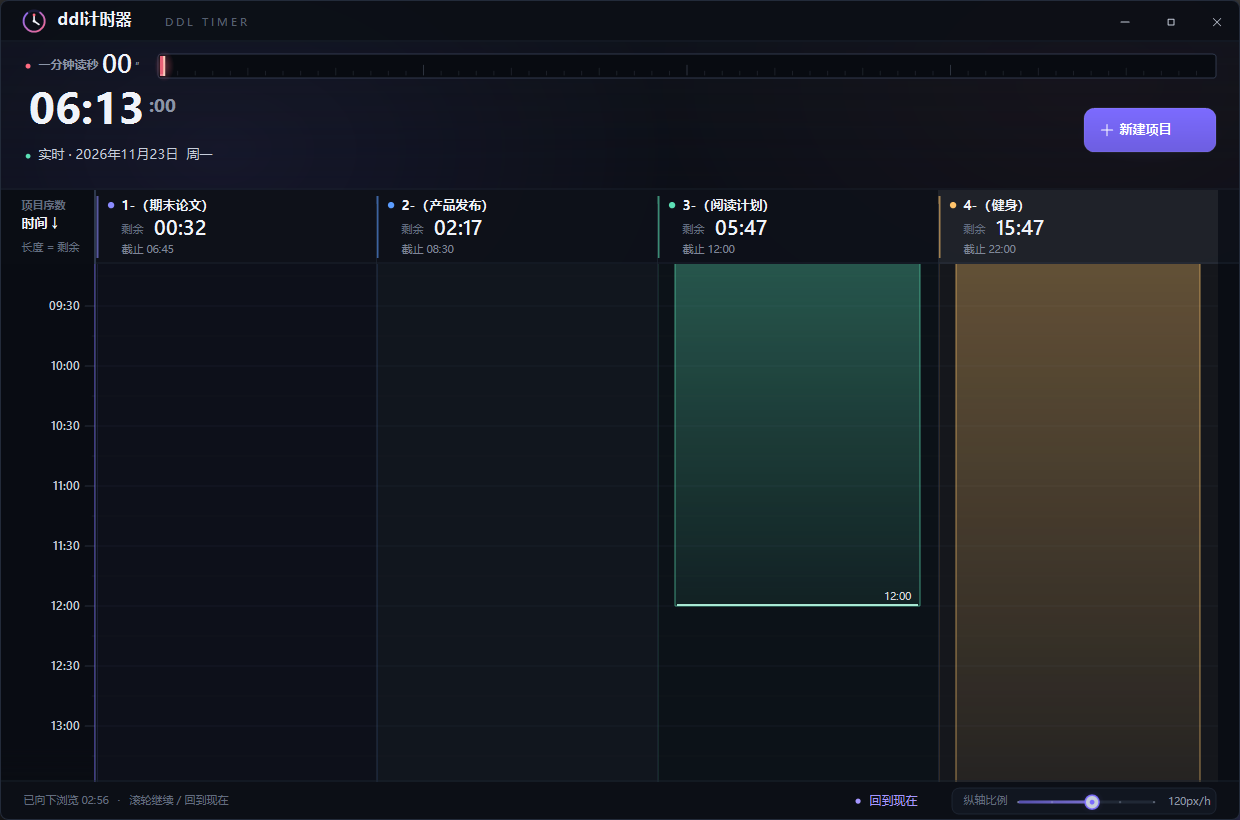 ddl计时器 DDL TIMER
一分钟读秒 00"
06:13 :00
实时 · 2026年11月23日 周一
+ 新建项目
项目序数
时间↓
长度 = 剩余
1-（期末论文）
剩余 00:32
截止 06:45
2-（产品发布）
剩余 02:17
截止 08:30
3-（阅读计划）
剩余 05:47
截止 12:00
4-（健身）
剩余 15:47
截止 22:00
09:30
10:00
10:30
11:00
11:30
12:00
12:00
12:30
13:00
已向下浏览 02:56 · 滚轮继续 / 回到现在
回到现在
纵轴比例 120px/h